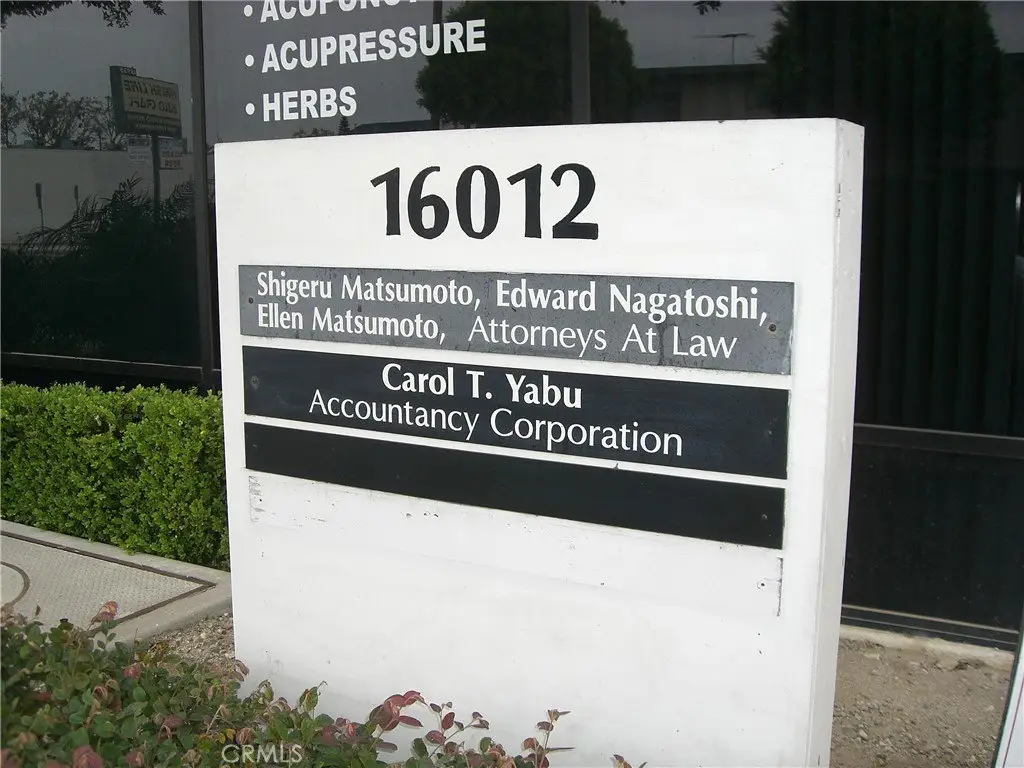 • ACUPRESSURE
• HERBS
16012
Shigeru Matsumoto, Edward Nagatoshi,
Ellen Matsumoto, Attorneys At Law
Carol T. Yabu
Accountancy Corporation
CRMLS